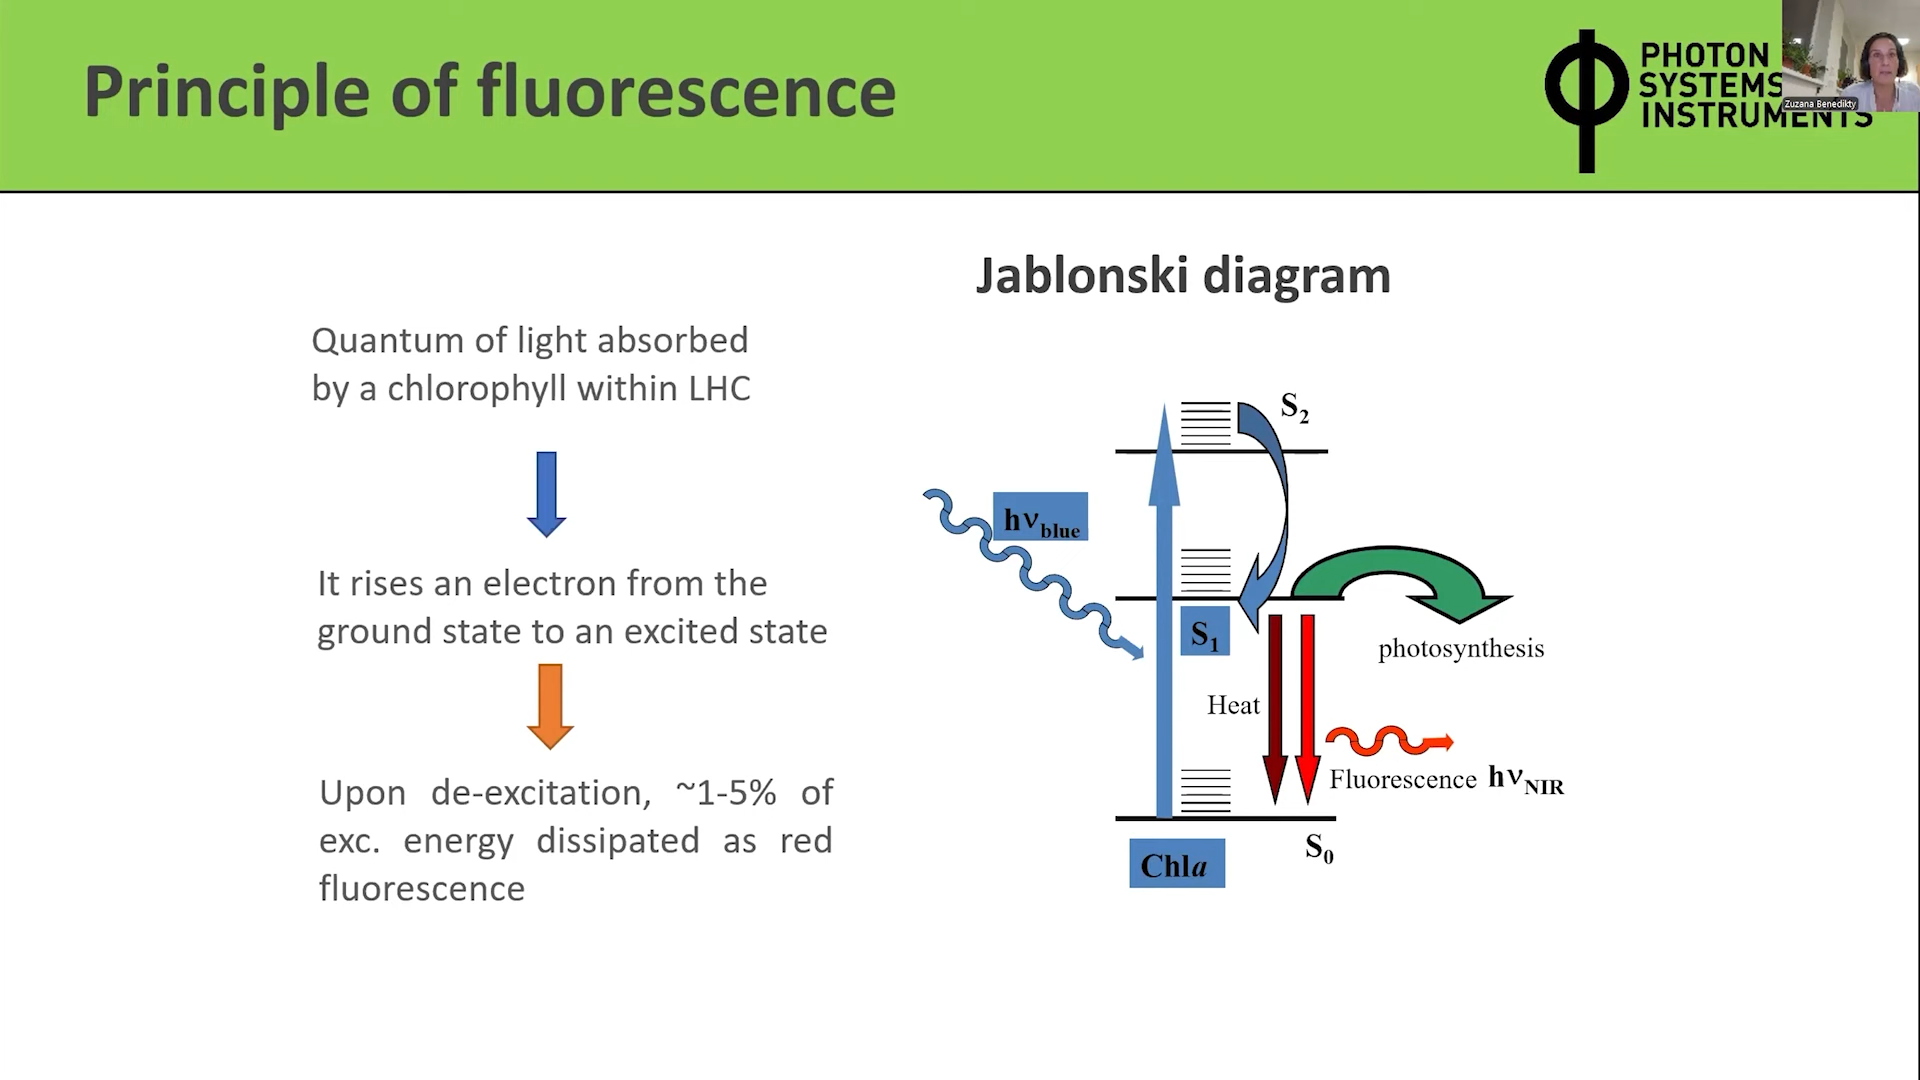 Principle of fluorescence
PHOTON
SYSTEMS
INSTRUMENTS
Zuzana Benedikty
Jablonski diagram
Quantum of light absorbed
by a chlorophyll within LHC
It rises an electron from the
ground state to an excited state
Upon de-excitation, ~1-5% of
exc. energy dissipated as red
fluorescence
S2
hνblue
S1
photosynthesis
Heat
Fluorescence hνNIR
S0
Chla